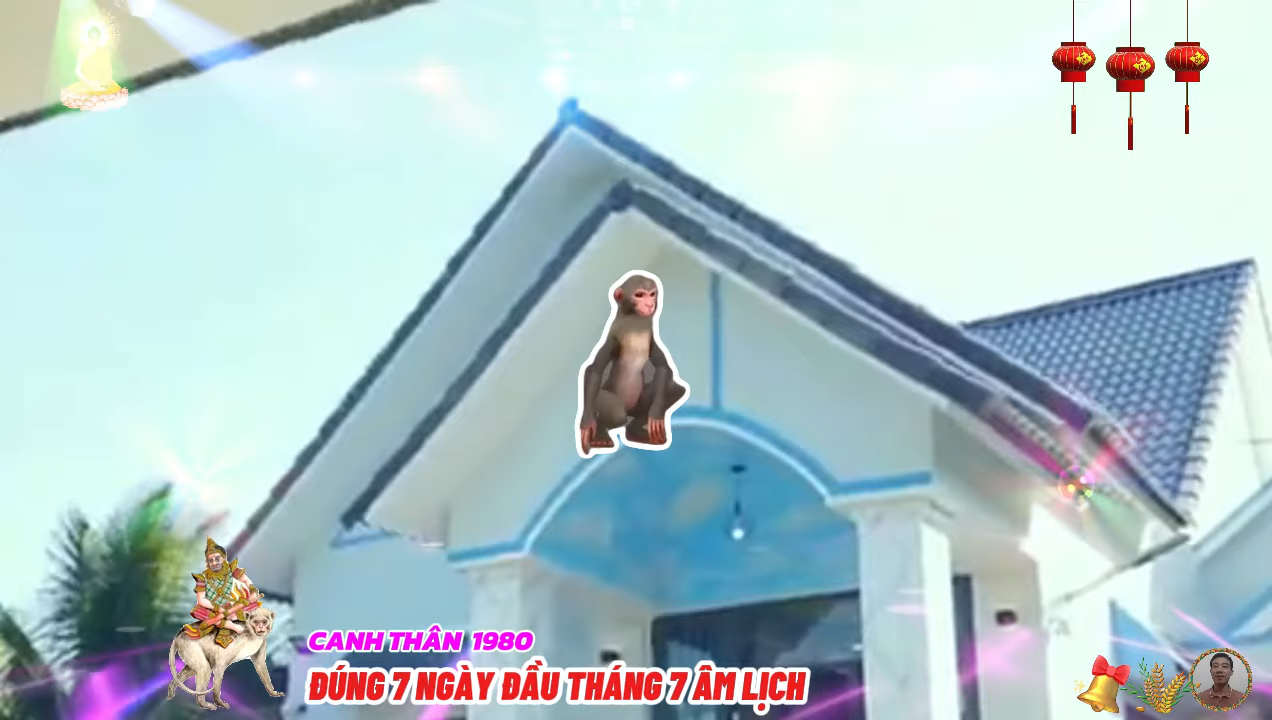 CANH THÂN 1980
ĐÚNG 7 NGÀY ĐẦU THÁNG 7 ÂM LỊCH